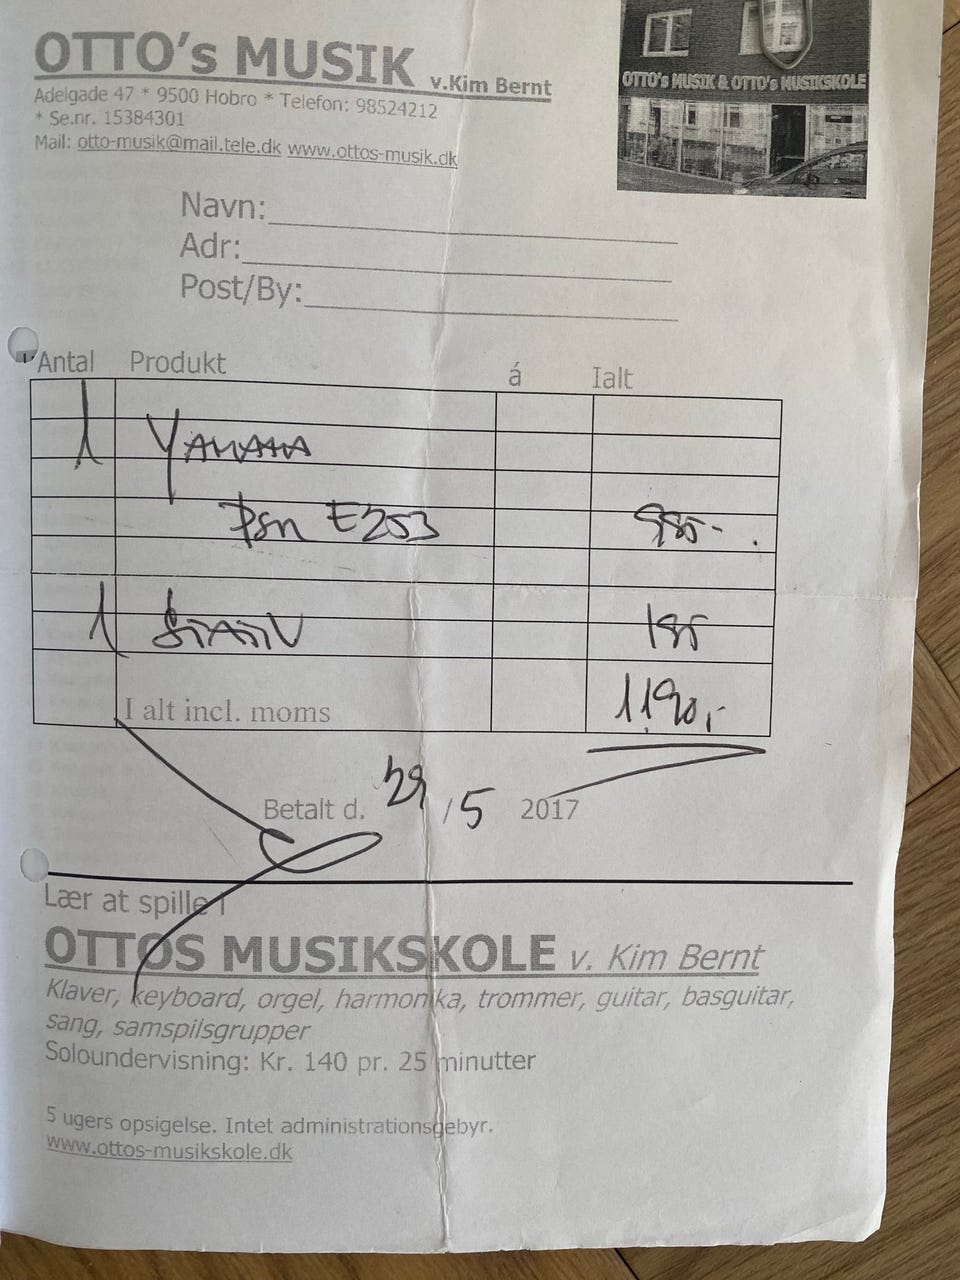 OTTO's MUSIK v.Kim Bernt
Adelgade 47 * 9500 Hobro * Telefon: 98524212
* Se.nr. 15384301
Mail: otto-musik@mail.tele.dk www.ottos-musik.dk
OTTO's MUSIK & OTTO's MUSIKSKOLE
Navn:
Adr:
Post/By:
Antal Produkt á Ialt
1 YAMAHA
Psr E253 995-
1 STATIV 195
I alt incl. moms 1190,-
Betalt d. 29 / 5 2017
Lær at spille i
OTTOS MUSIKSKOLE v. Kim Bernt
Klaver, keyboard, orgel, harmonika, trommer, guitar, basguitar,
sang, samspilsgrupper
Soloundervisning: Kr. 140 pr. 25 minutter
5 ugers opsigelse. Intet administrationsgebyr.
www.ottos-musikskole.dk